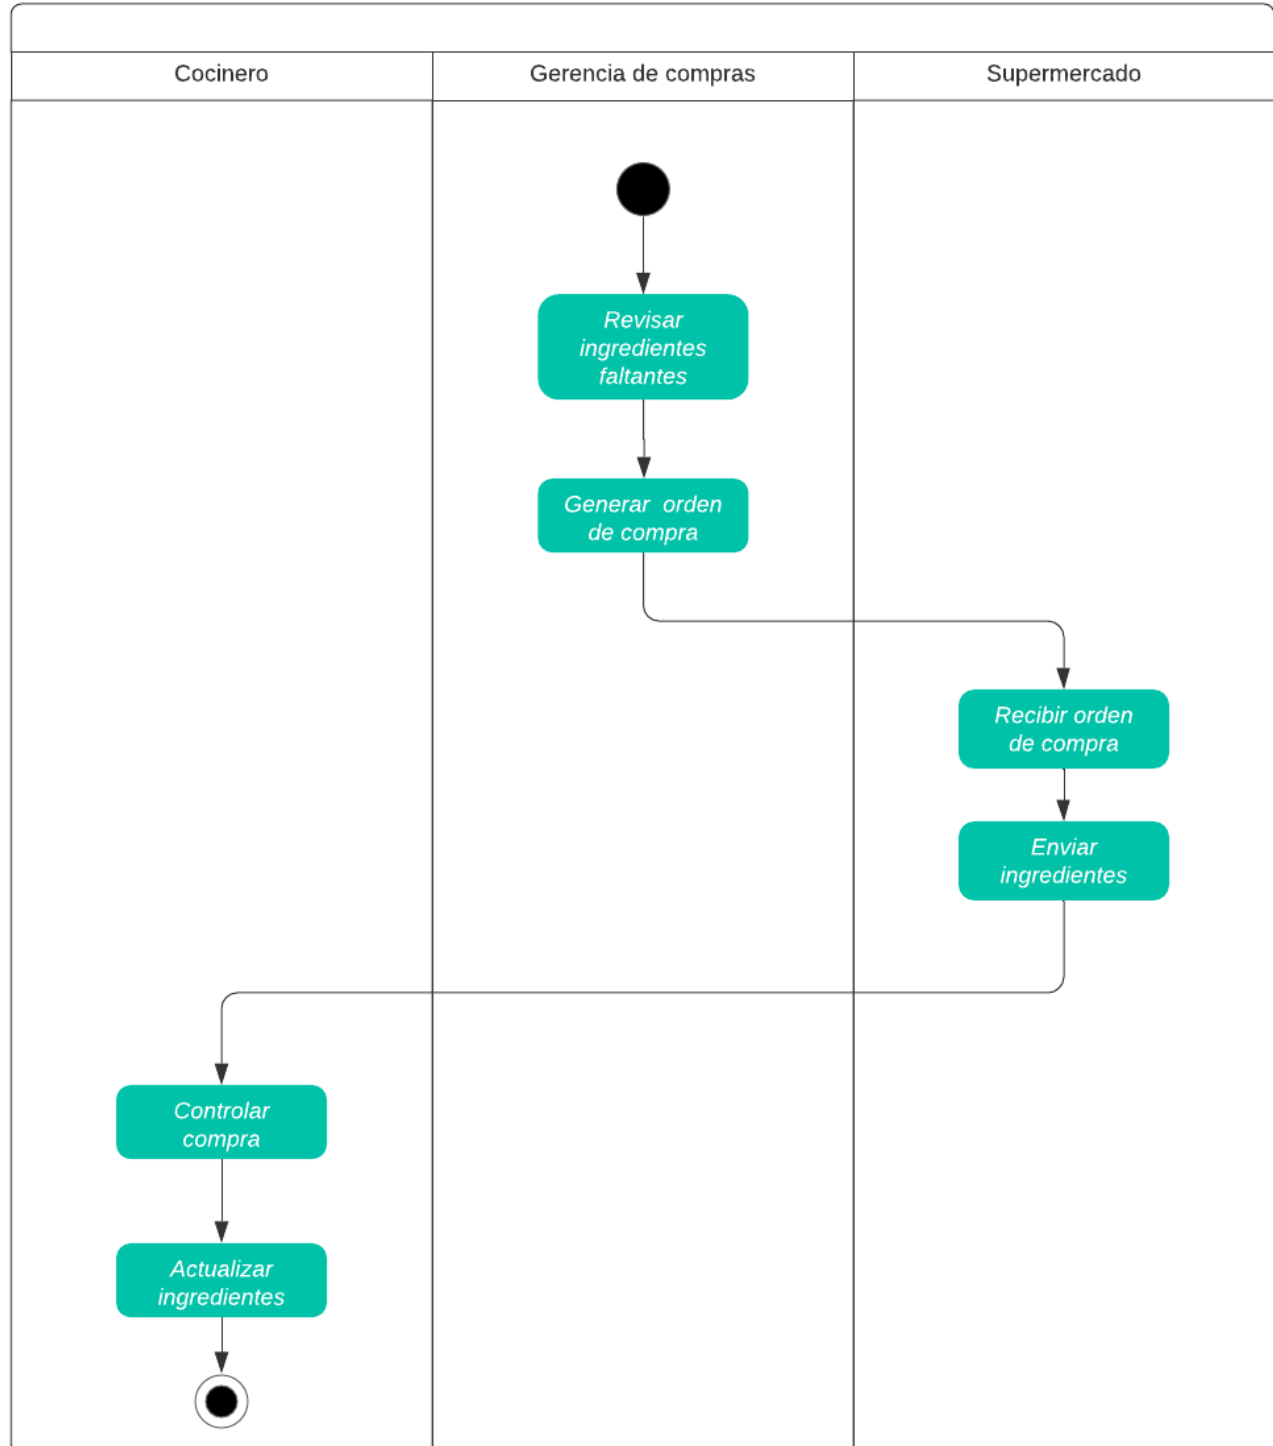 Cocinero
Gerencia de compras
Supermercado
Revisar
ingredientes
faltantes
Generar orden
de compra
Recibir orden
de compra
Enviar
ingredientes
Controlar
compra
Actualizar
ingredientes